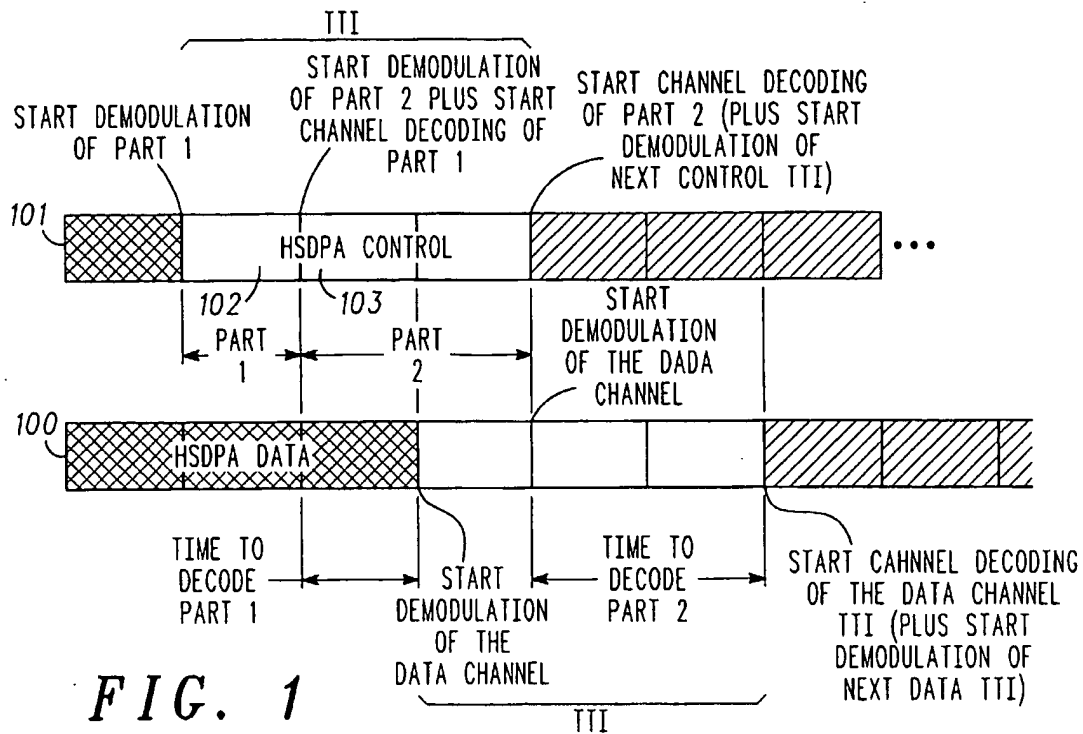 TTI
START DEMODULATION
OF PART 1
START DEMODULATION
OF PART 2 PLUS START
CHANNEL DECODING OF
PART 1
START CHANNEL DECODING
OF PART 2 (PLUS START
DEMODULATION OF
NEXT CONTROL TTI)
101
HSDPA CONTROL
102
103
PART
1
PART
2
START
DEMODULATION
OF THE DADA
CHANNEL
100
HSDPA DATA
TIME TO
DECODE
PART 1
START
DEMODULATION
OF THE
DATA CHANNEL
TIME TO
DECODE
PART 2
START CAHNNEL DECODING
OF THE DATA CHANNEL
TTI (PLUS START
DEMODULATION OF
NEXT DATA TTI)
TTI
FIG. 1